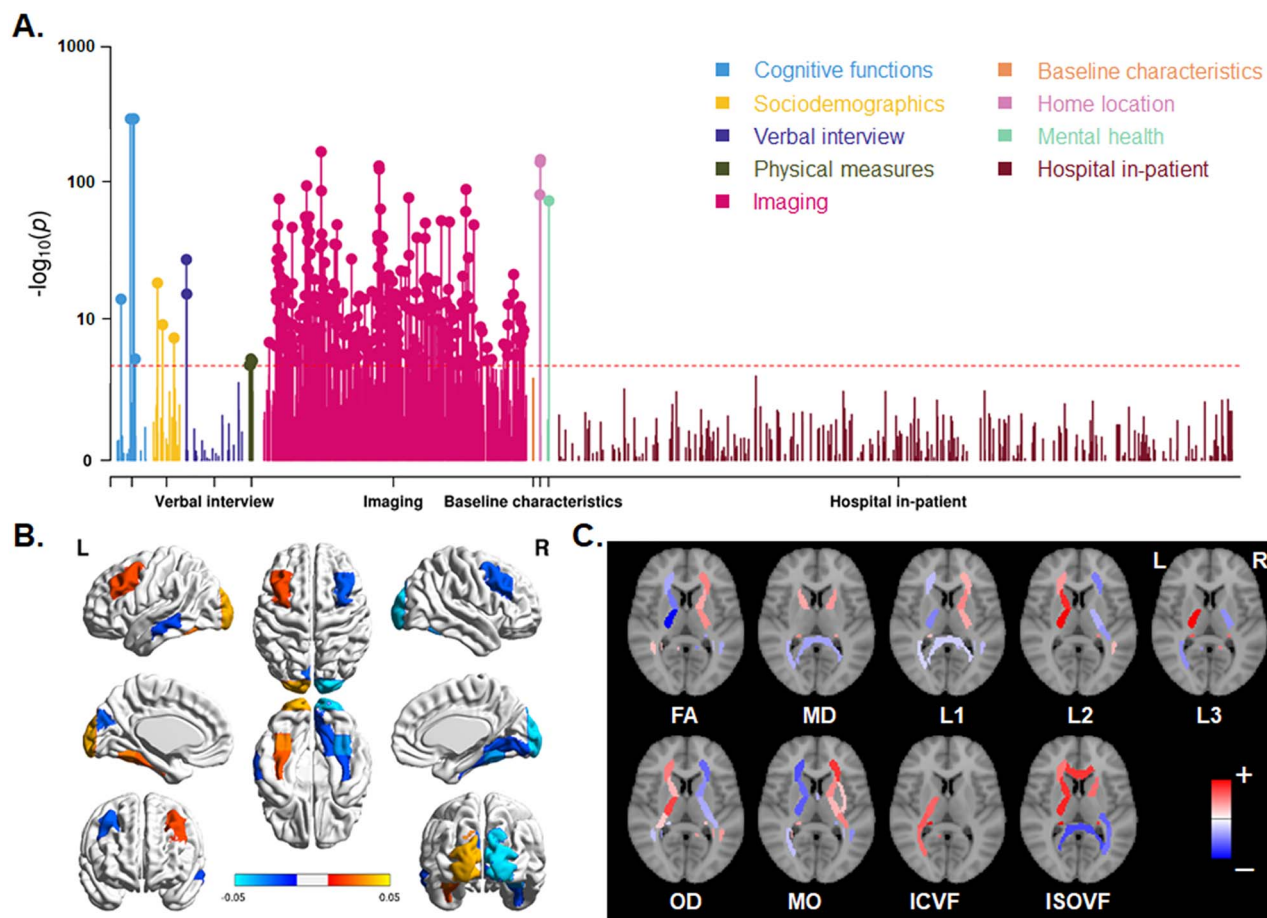 A.
1000
100
10
0
-log10(p)
Cognitive functions
Sociodemographics
Verbal interview
Physical measures
Imaging
Baseline characteristics
Home location
Mental health
Hospital in-patient
Verbal interview
Imaging
Baseline characteristics
Hospital in-patient
B.
L
R
-0.05
0.05
C.
L
R
FA
MD
L1
L2
L3
OD
MO
ICVF
ISOVF
+
−